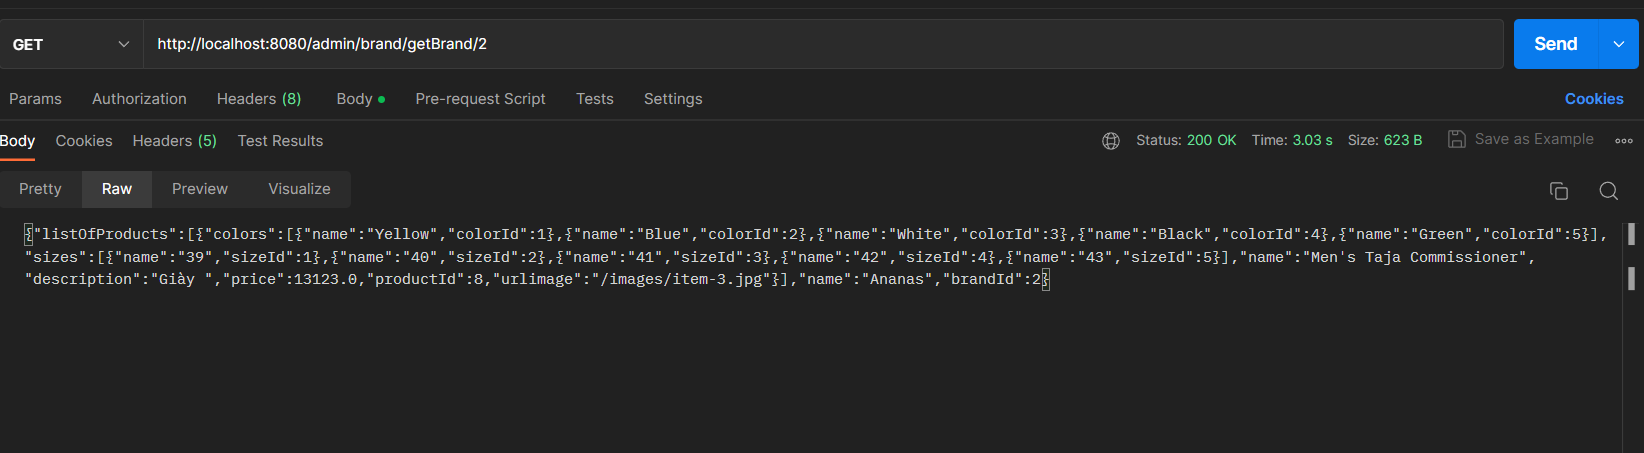 GET http://localhost:8080/admin/brand/getBrand/2 Send
Params Authorization Headers (8) Body Pre-request Script Tests Settings Cookies
Body Cookies Headers (5) Test Results Status: 200 OK Time: 3.03 s Size: 623 B Save as Example
Pretty Raw Preview Visualize
{"listOfProducts":[{"colors":[{"name":"Yellow","colorId":1},{"name":"Blue","colorId":2},{"name":"White","colorId":3},{"name":"Black","colorId":4},{"name":"Green","colorId":5}],
"sizes":[{"name":"39","sizeId":1},{"name":"40","sizeId":2},{"name":"41","sizeId":3},{"name":"42","sizeId":4},{"name":"43","sizeId":5}],"name":"Men's Taja Commissioner",
"description":"Giày ","price":13123.0,"productId":8,"urlimage":"/images/item-3.jpg"}],"name":"Ananas","brandId":2}